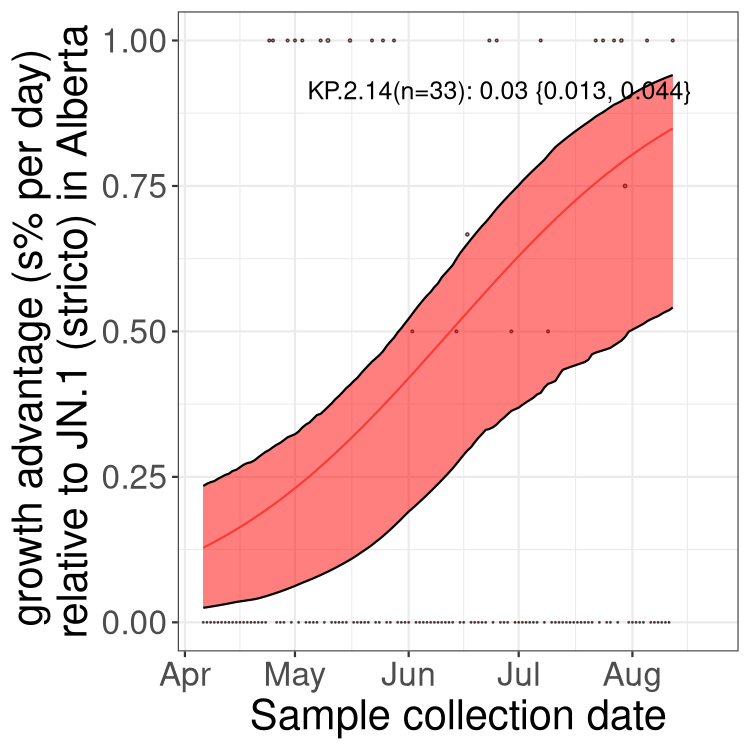 growth advantage (s% per day)
relative to JN.1 (stricto) in Alberta
1.00
0.75
0.50
0.25
0.00
KP.2.14(n=33): 0.03 {0.013, 0.044}
Apr May Jun Jul Aug
Sample collection date